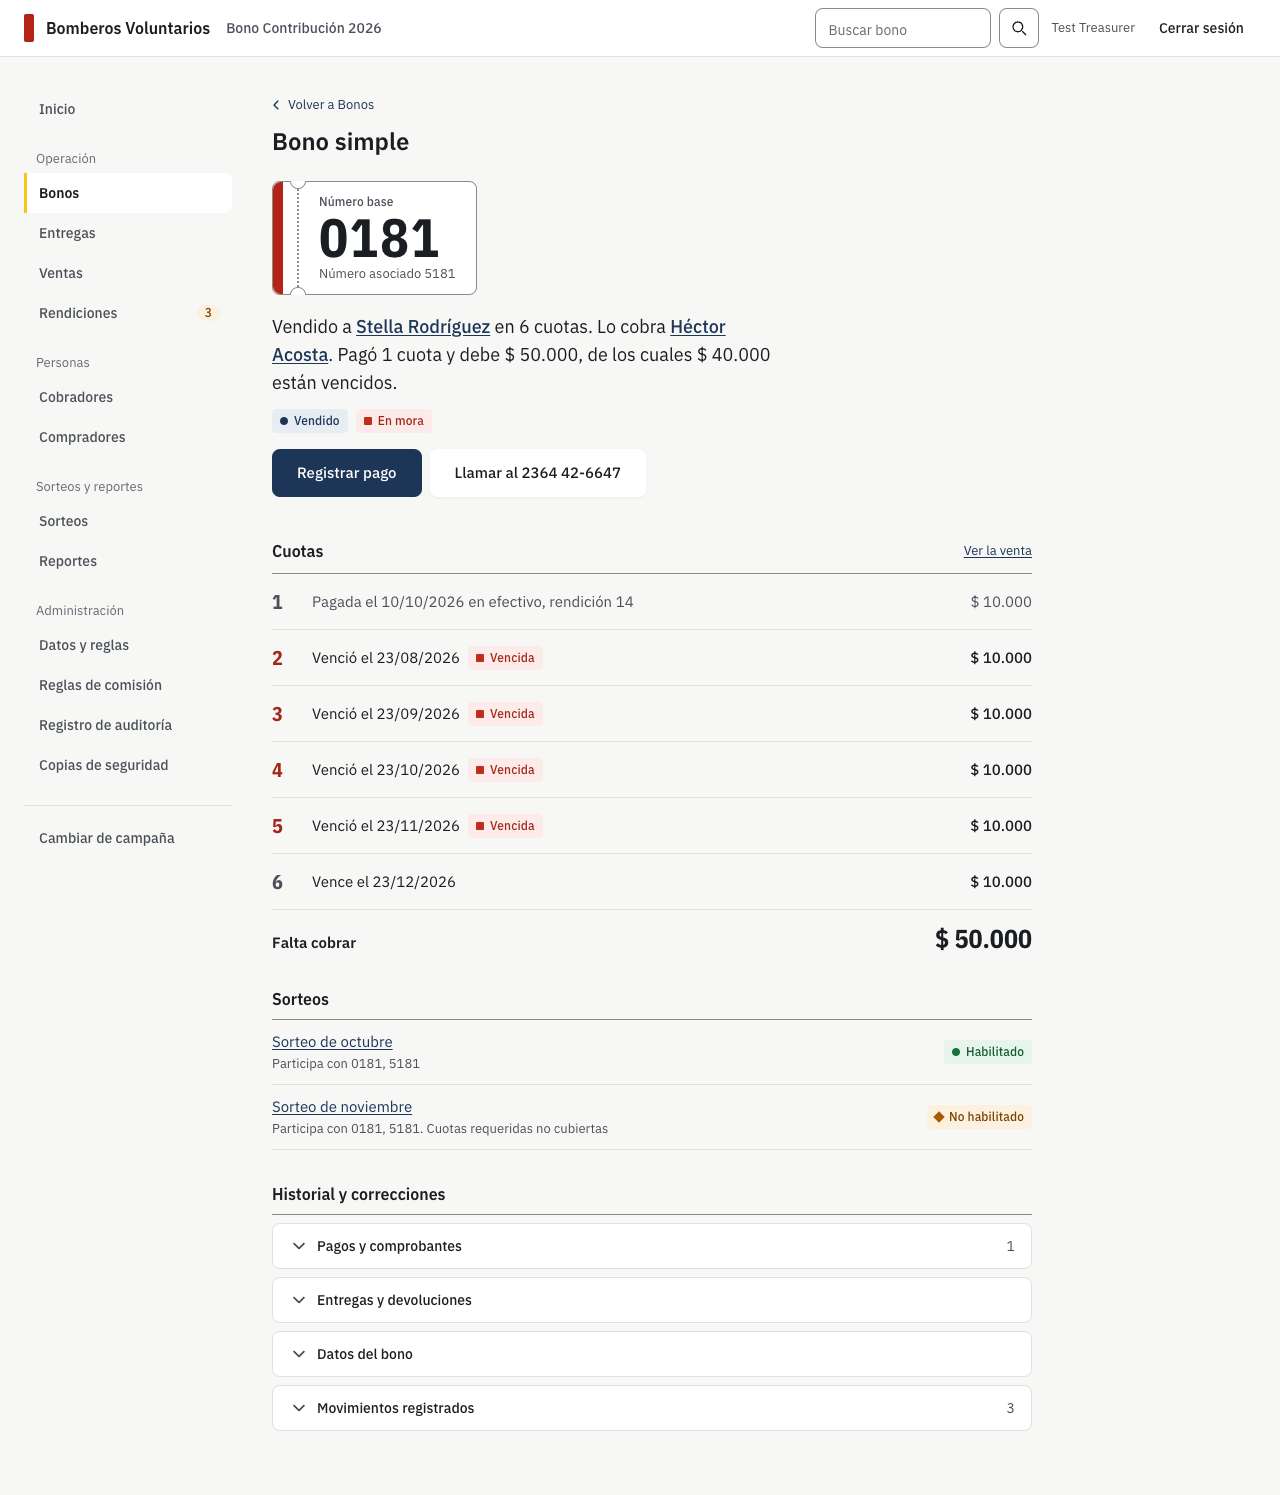 Bomberos Voluntarios
Bono Contribución 2026
Buscar bono
Test Treasurer
Cerrar sesión
Inicio
Operación
Bonos
Entregas
Ventas
Rendiciones
3
Personas
Cobradores
Compradores
Sorteos y reportes
Sorteos
Reportes
Administración
Datos y reglas
Reglas de comisión
Registro de auditoría
Copias de seguridad
Cambiar de campaña
Volver a Bonos
Bono simple
Número base
0181
Número asociado 5181
Vendido a Stella Rodríguez en 6 cuotas. Lo cobra Héctor
Acosta. Pagó 1 cuota y debe $ 50.000, de los cuales $ 40.000
están vencidos.
Vendido
En mora
Registrar pago
Llamar al 2364 42-6647
Cuotas
Ver la venta
1 Pagada el 10/10/2026 en efectivo, rendición 14 $ 10.000
2 Venció el 23/08/2026 Vencida $ 10.000
3 Venció el 23/09/2026 Vencida $ 10.000
4 Venció el 23/10/2026 Vencida $ 10.000
5 Venció el 23/11/2026 Vencida $ 10.000
6 Vence el 23/12/2026 $ 10.000
Falta cobrar $ 50.000
Sorteos
Sorteo de octubre
Participa con 0181, 5181
Habilitado
Sorteo de noviembre
Participa con 0181, 5181. Cuotas requeridas no cubiertas
No habilitado
Historial y correcciones
Pagos y comprobantes 1
Entregas y devoluciones
Datos del bono
Movimientos registrados 3